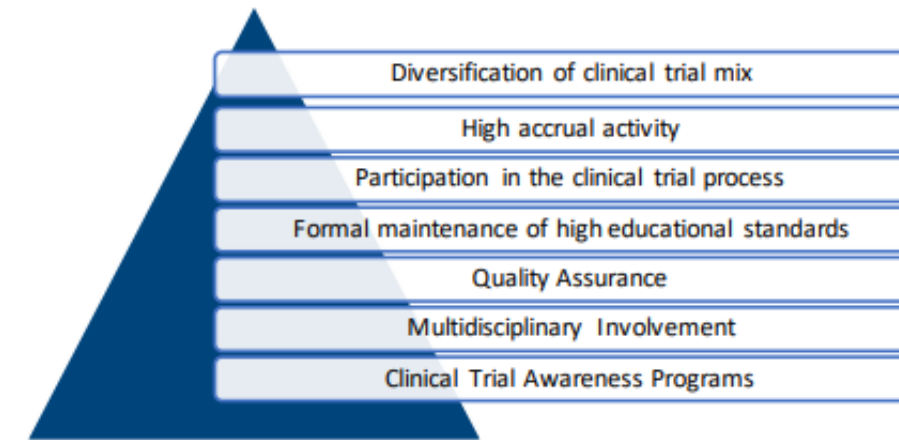 Diversification of clinical trial mix
High accrual activity
Participation in the clinical trial process
Formal maintenance of high educational standards
Quality Assurance
Multidisciplinary Involvement
Clinical Trial Awareness Programs